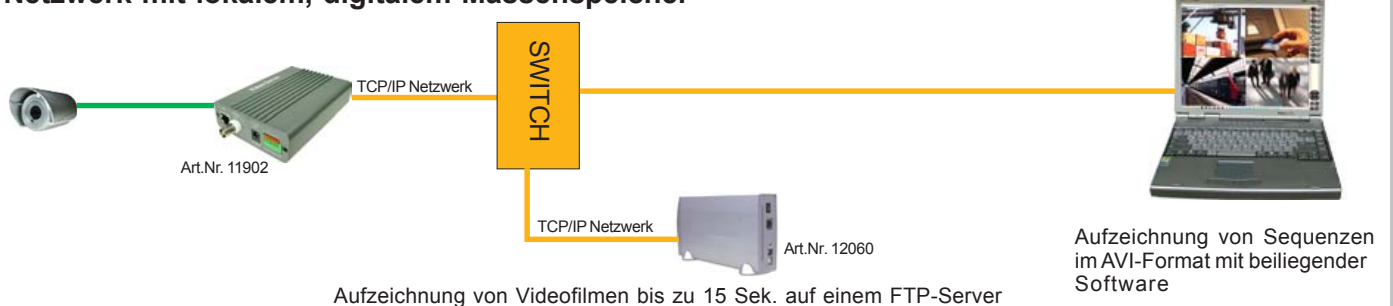 Netzwerk mit lokalem, digitalem Massenspeicher
SWITCH
TCP/IP Netzwerk
Art.Nr. 11902
TCP/IP Netzwerk
Art.Nr. 12060
Aufzeichnung von Sequenzen
im AVI-Format mit beiliegender
Software
Aufzeichnung von Videofilmen bis zu 15 Sek. auf einem FTP-Server